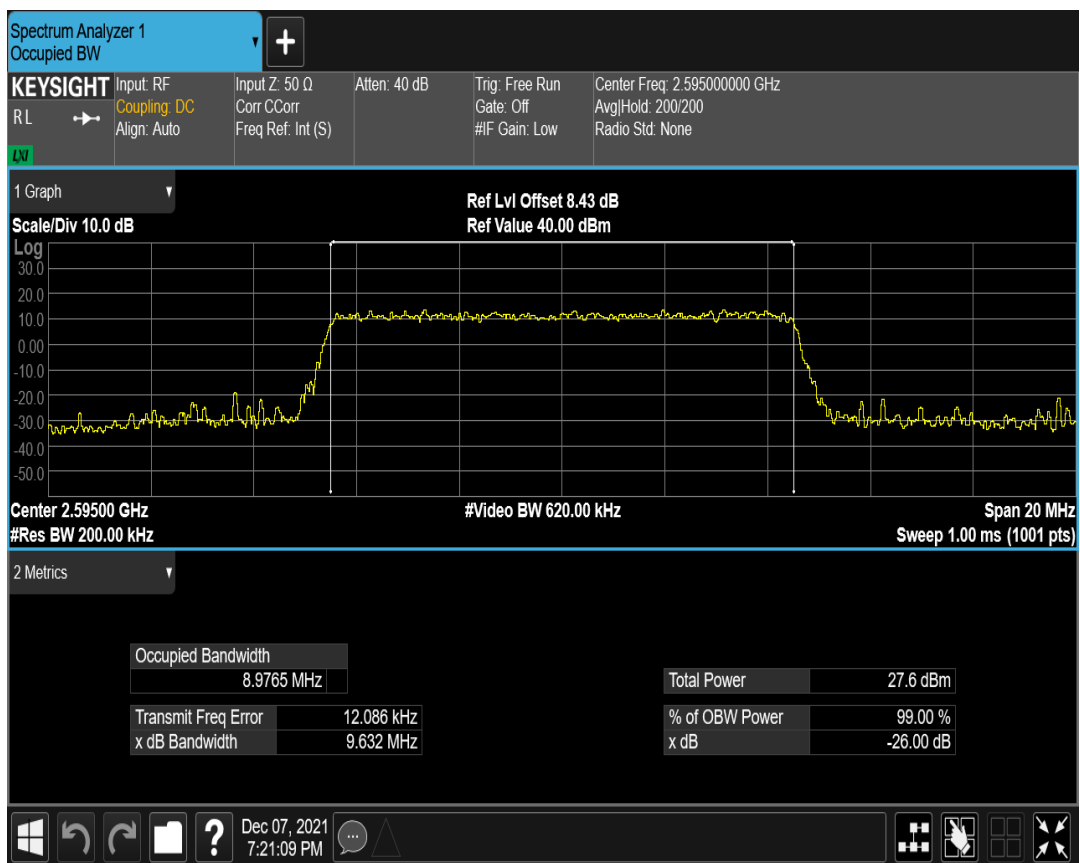 Spectrum Analyzer 1
Occupied BW
+
KEYSIGHT Input: RF Input Z: 50 Ω Atten: 40 dB Trig: Free Run Center Freq: 2.595000000 GHz
RL Coupling: DC Corr CCorr Gate: Off Avg|Hold: 200/200
Align: Auto Freq Ref: Int (S) #IF Gain: Low Radio Std: None
LXI
1 Graph
Ref Lvl Offset 8.43 dB
Scale/Div 10.0 dB Ref Value 40.00 dBm
Log
30.0
20.0
10.0
0.00
-10.0
-20.0
-30.0
-40.0
-50.0
Center 2.59500 GHz #Video BW 620.00 kHz Span 20 MHz
#Res BW 200.00 kHz Sweep 1.00 ms (1001 pts)
2 Metrics
Occupied Bandwidth
8.9765 MHz Total Power 27.6 dBm
Transmit Freq Error 12.086 kHz % of OBW Power 99.00 %
x dB Bandwidth 9.632 MHz x dB -26.00 dB
? Dec 07, 2021
7:21:09 PM